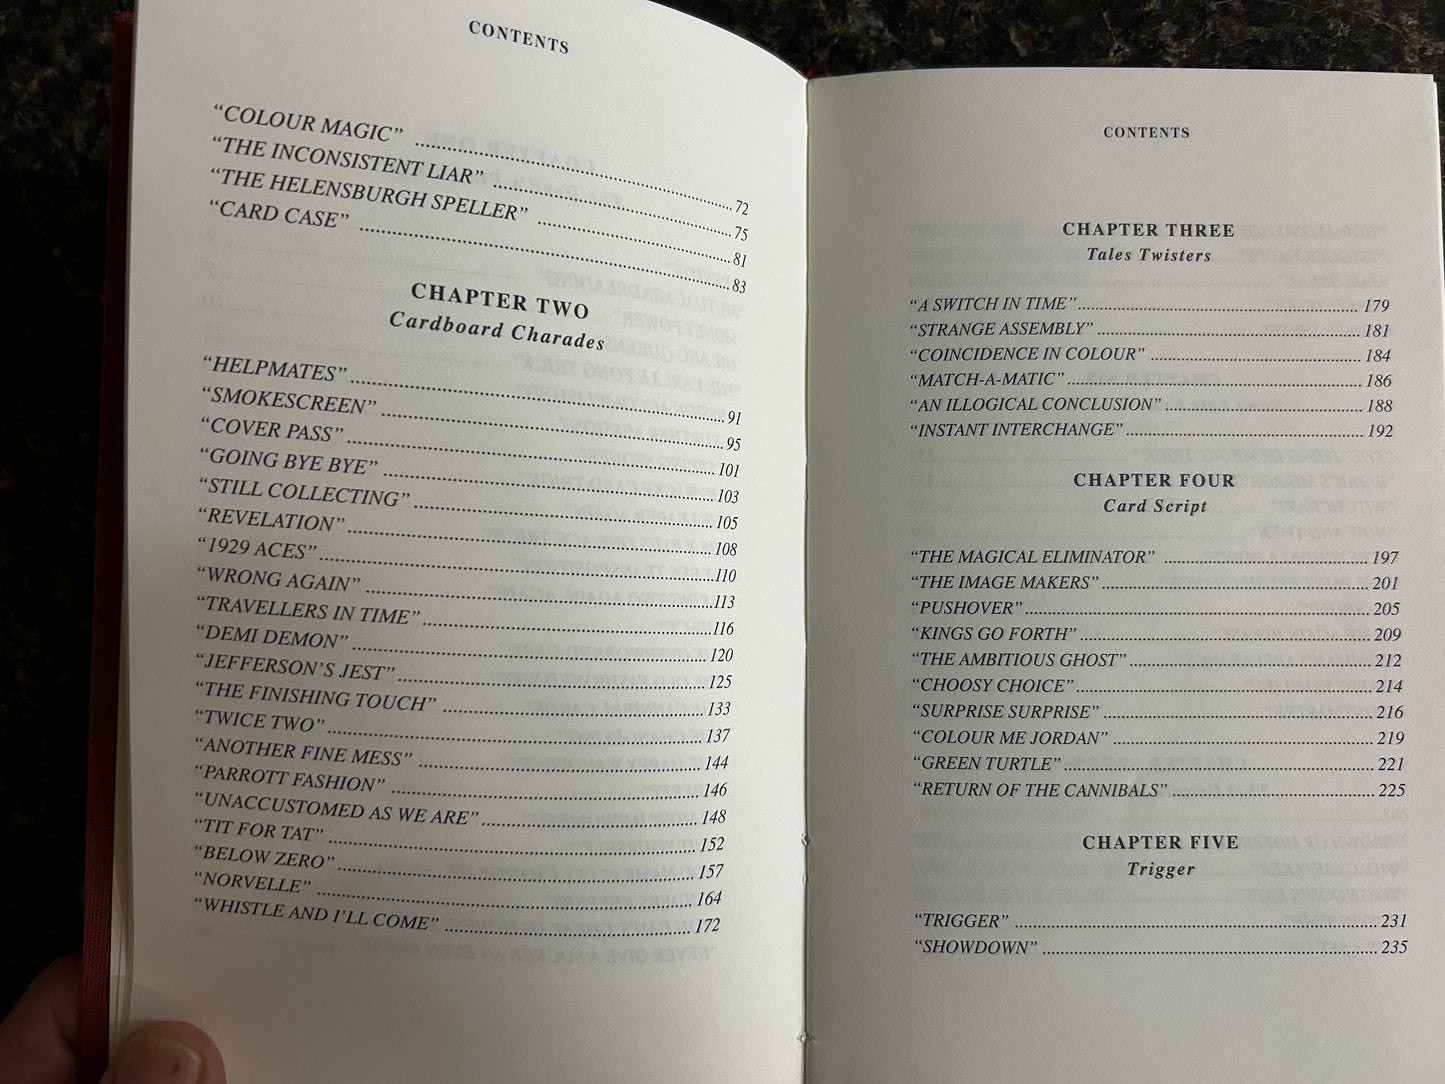 CONTENTS
“COLOUR MAGIC” 72
“THE INCONSISTENT LIAR” 75
“THE HELENSBURGH SPELLER” 81
“CARD CASE” 83
CHAPTER TWO
Cardboard Charades
“HELPMATES” 91
“SMOKESCREEN” 95
“COVER PASS” 101
“GOING BYE BYE” 103
“STILL COLLECTING” 105
“REVELATION” 108
“1929 ACES” 110
“WRONG AGAIN” 113
“TRAVELLERS IN TIME” 116
“DEMI DEMON” 120
“JEFFERSON’S JEST” 125
“THE FINISHING TOUCH” 133
“TWICE TWO” 137
“ANOTHER FINE MESS” 144
“PARROTT FASHION” 146
“UNACCUSTOMED AS WE ARE” 148
“TIT FOR TAT” 152
“BELOW ZERO” 157
“NORVELLE” 164
“WHISTLE AND I’LL COME” 172
CONTENTS
CHAPTER THREE
Tales Twisters
“A SWITCH IN TIME” 179
“STRANGE ASSEMBLY” 181
“COINCIDENCE IN COLOUR” 184
“MATCH-A-MATIC” 186
“AN ILLOGICAL CONCLUSION” 188
“INSTANT INTERCHANGE” 192
CHAPTER FOUR
Card Script
“THE MAGICAL ELIMINATOR” 197
“THE IMAGE MAKERS” 201
“PUSHOVER” 205
“KINGS GO FORTH” 209
“THE AMBITIOUS GHOST” 212
“CHOOSY CHOICE” 214
“SURPRISE SURPRISE” 216
“COLOUR ME JORDAN” 219
“GREEN TURTLE” 221
“RETURN OF THE CANNIBALS” 225
CHAPTER FIVE
Trigger
“TRIGGER” 231
“SHOWDOWN” 235